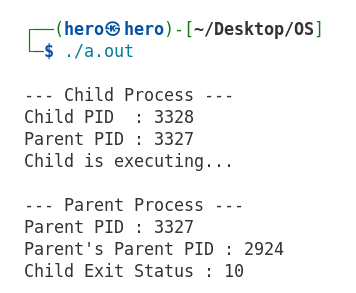 ┌──(hero㉿hero)-[~/Desktop/OS]
└─$ ./a.out

--- Child Process ---
Child PID  : 3328
Parent PID : 3327
Child is executing...

--- Parent Process ---
Parent PID : 3327
Parent's Parent PID : 2924
Child Exit Status : 10